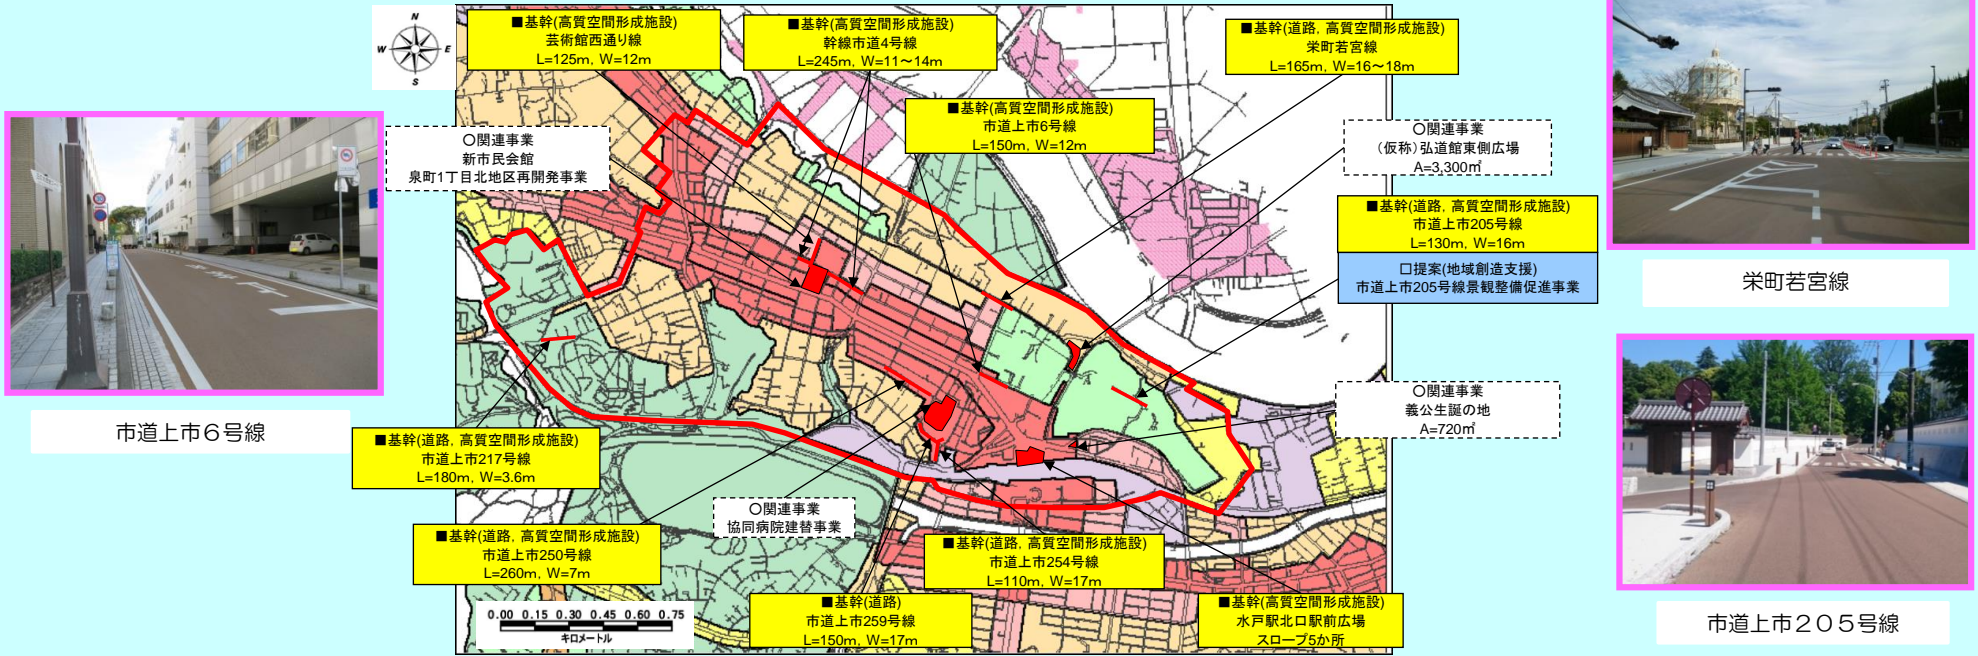 N
W E
S
■基幹(高質空間形成施設)
芸術館西通り線
L=125m, W=12m
■基幹(高質空間形成施設)
幹線市道4号線
L=245m, W=11～14m
■基幹(道路, 高質空間形成施設)
栄町若宮線
L=165m, W=16～18m
■基幹(高質空間形成施設)
市道上市6号線
L=150m, W=12m
○関連事業
新市民会館
泉町1丁目北地区再開発事業
○関連事業
(仮称)弘道館東側広場
A=3,300㎡
■基幹(道路, 高質空間形成施設)
市道上市205号線
L=130m, W=16m
□提案(地域創造支援)
市道上市205号線景観整備促進事業
栄町若宮線
○関連事業
義公生誕の地
A=720㎡
市道上市6号線
■基幹(道路, 高質空間形成施設)
市道上市217号線
L=180m, W=3.6m
○関連事業
協同病院建替事業
■基幹(道路, 高質空間形成施設)
市道上市250号線
L=260m, W=7m
■基幹(道路, 高質空間形成施設)
市道上市254号線
L=110m, W=17m
■基幹(道路)
市道上市259号線
L=150m, W=17m
■基幹(高質空間形成施設)
水戸駅北口駅前広場
スロープ5か所
0.00 0.15 0.30 0.45 0.60 0.75
キロメートル
市道上市205号線